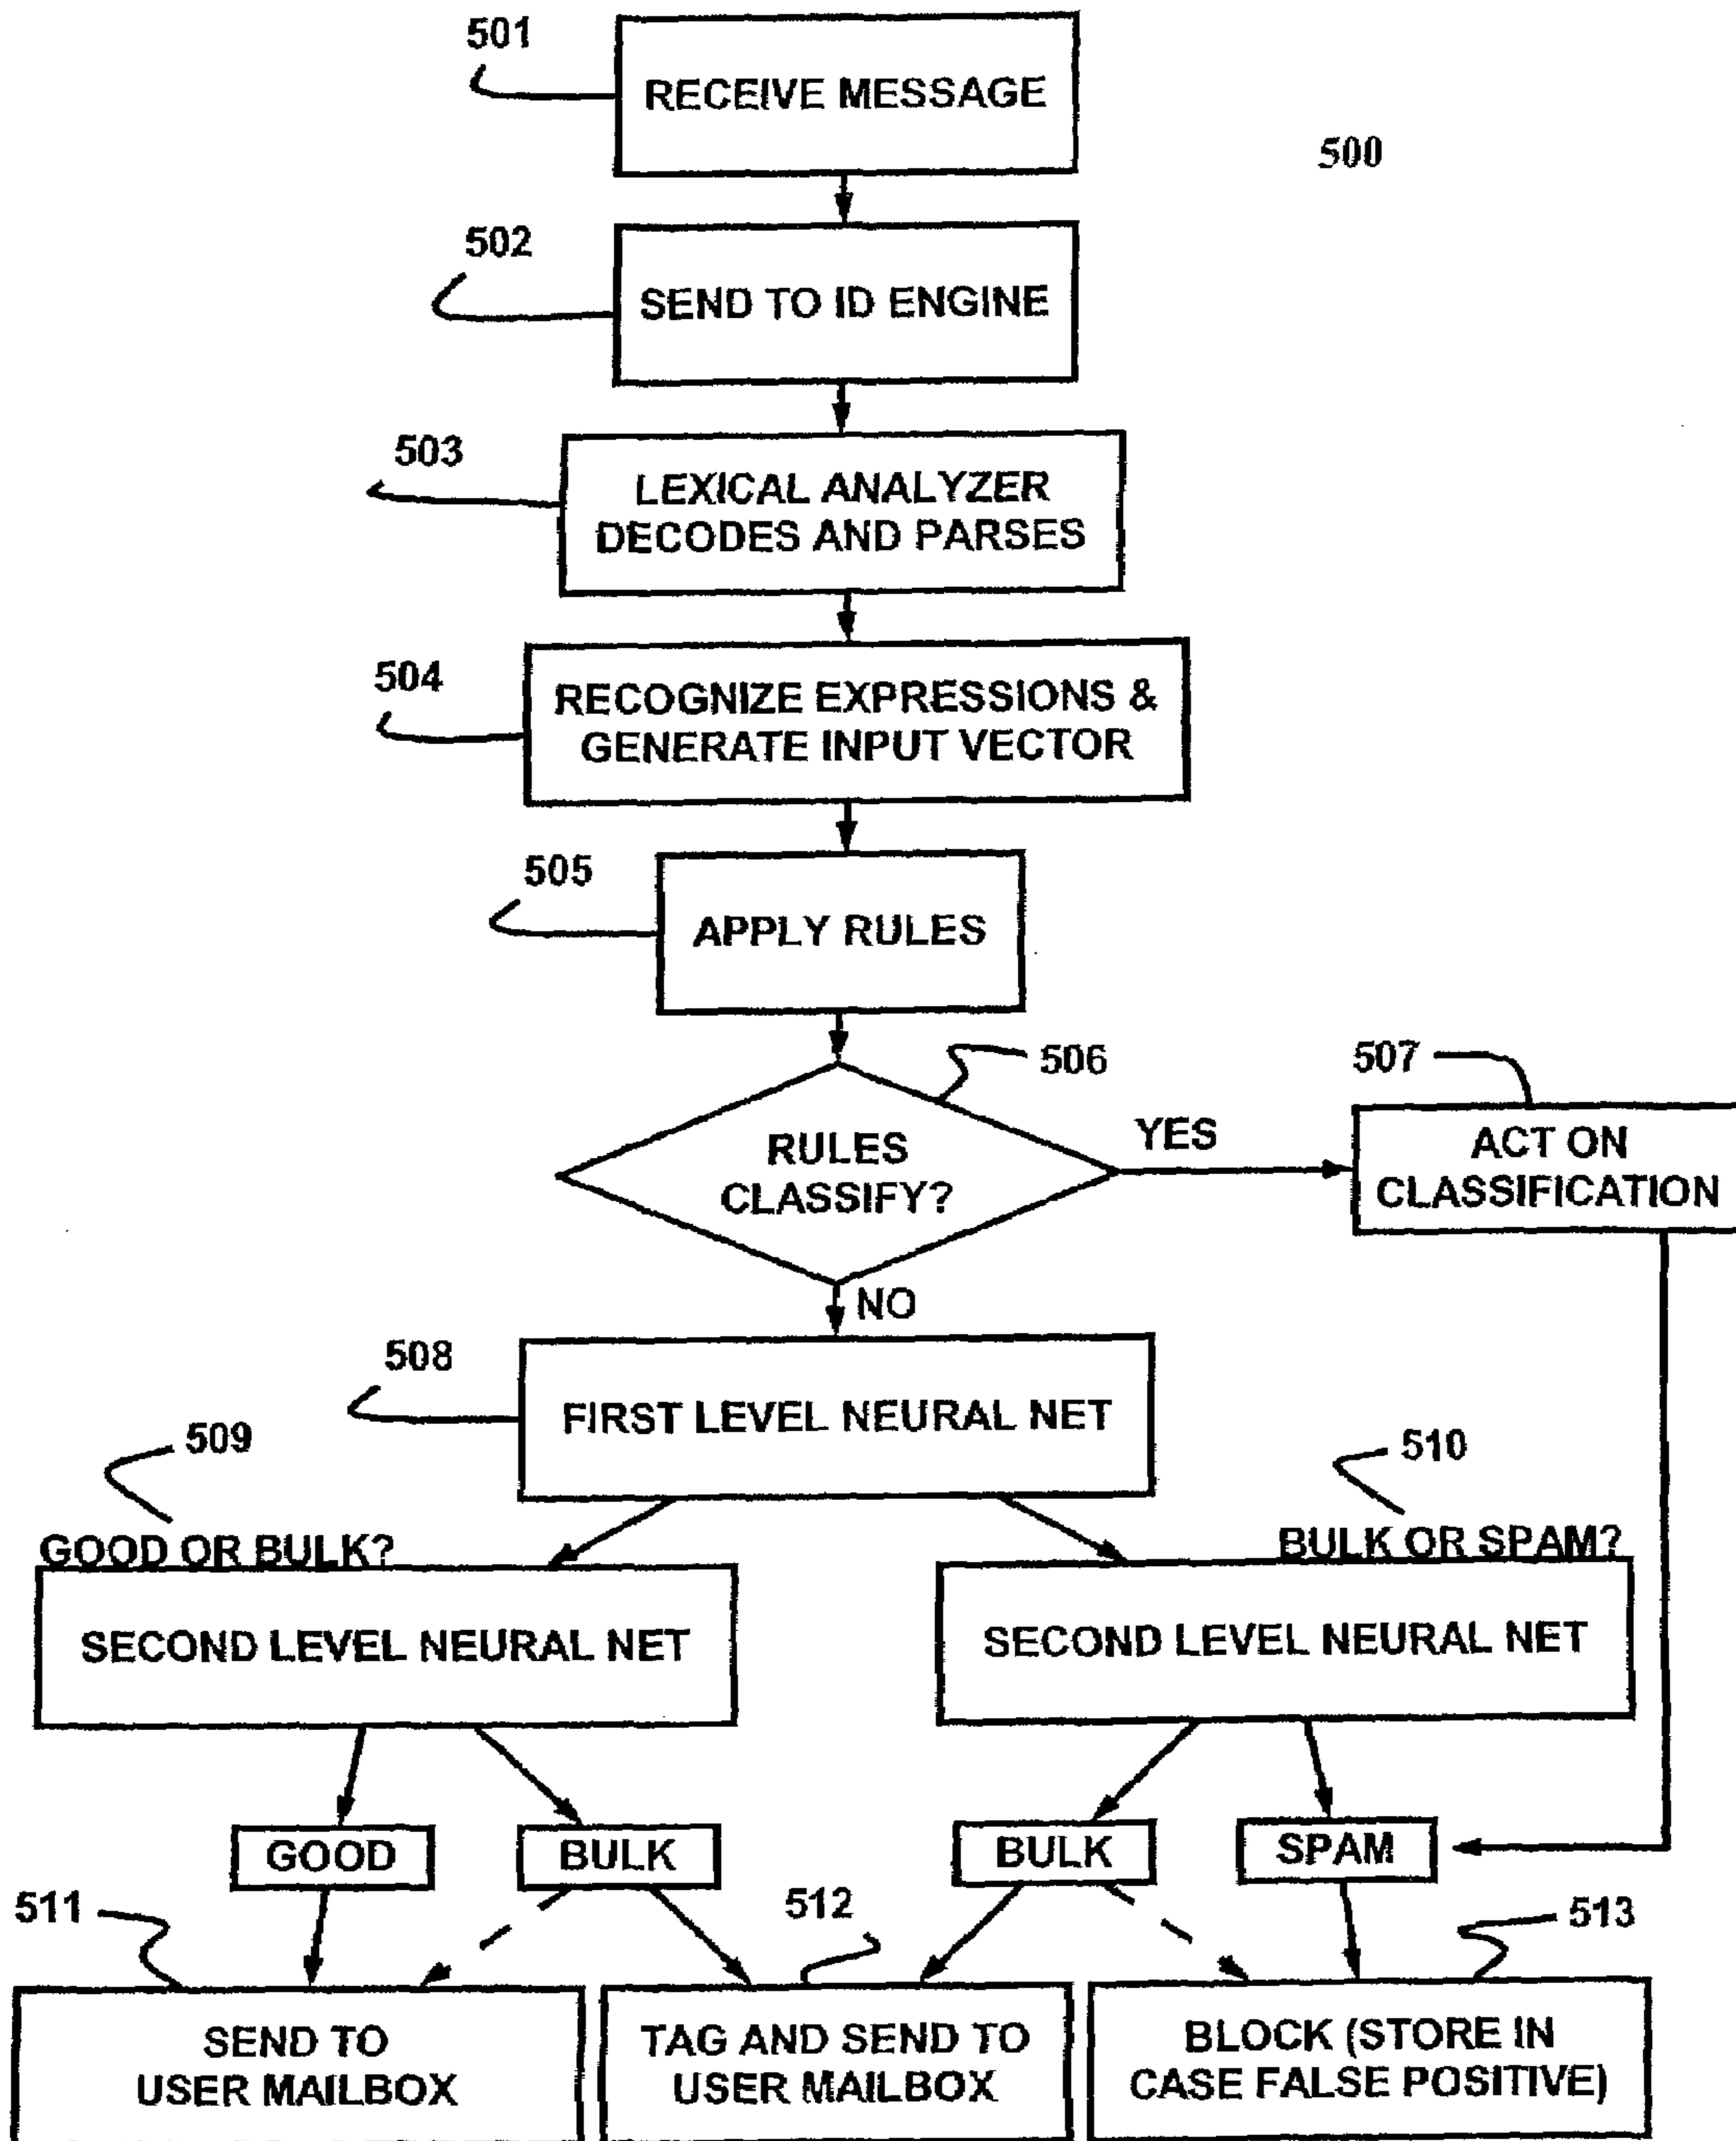 501
RECEIVE MESSAGE
500
502
SEND TO ID ENGINE
503
LEXICAL ANALYZER
DECODES AND PARSES
504
RECOGNIZE EXPRESSIONS &
GENERATE INPUT VECTOR
505
APPLY RULES
506
507
RULES
CLASSIFY?
YES
ACT ON
CLASSIFICATION
NO
508
FIRST LEVEL NEURAL NET
509
510
GOOD OR BULK?
BULK OR SPAM?
SECOND LEVEL NEURAL NET
SECOND LEVEL NEURAL NET
GOOD
BULK
BULK
SPAM
511
512
513
SEND TO
USER MAILBOX
TAG AND SEND TO
USER MAILBOX
BLOCK (STORE IN
CASE FALSE POSITIVE)